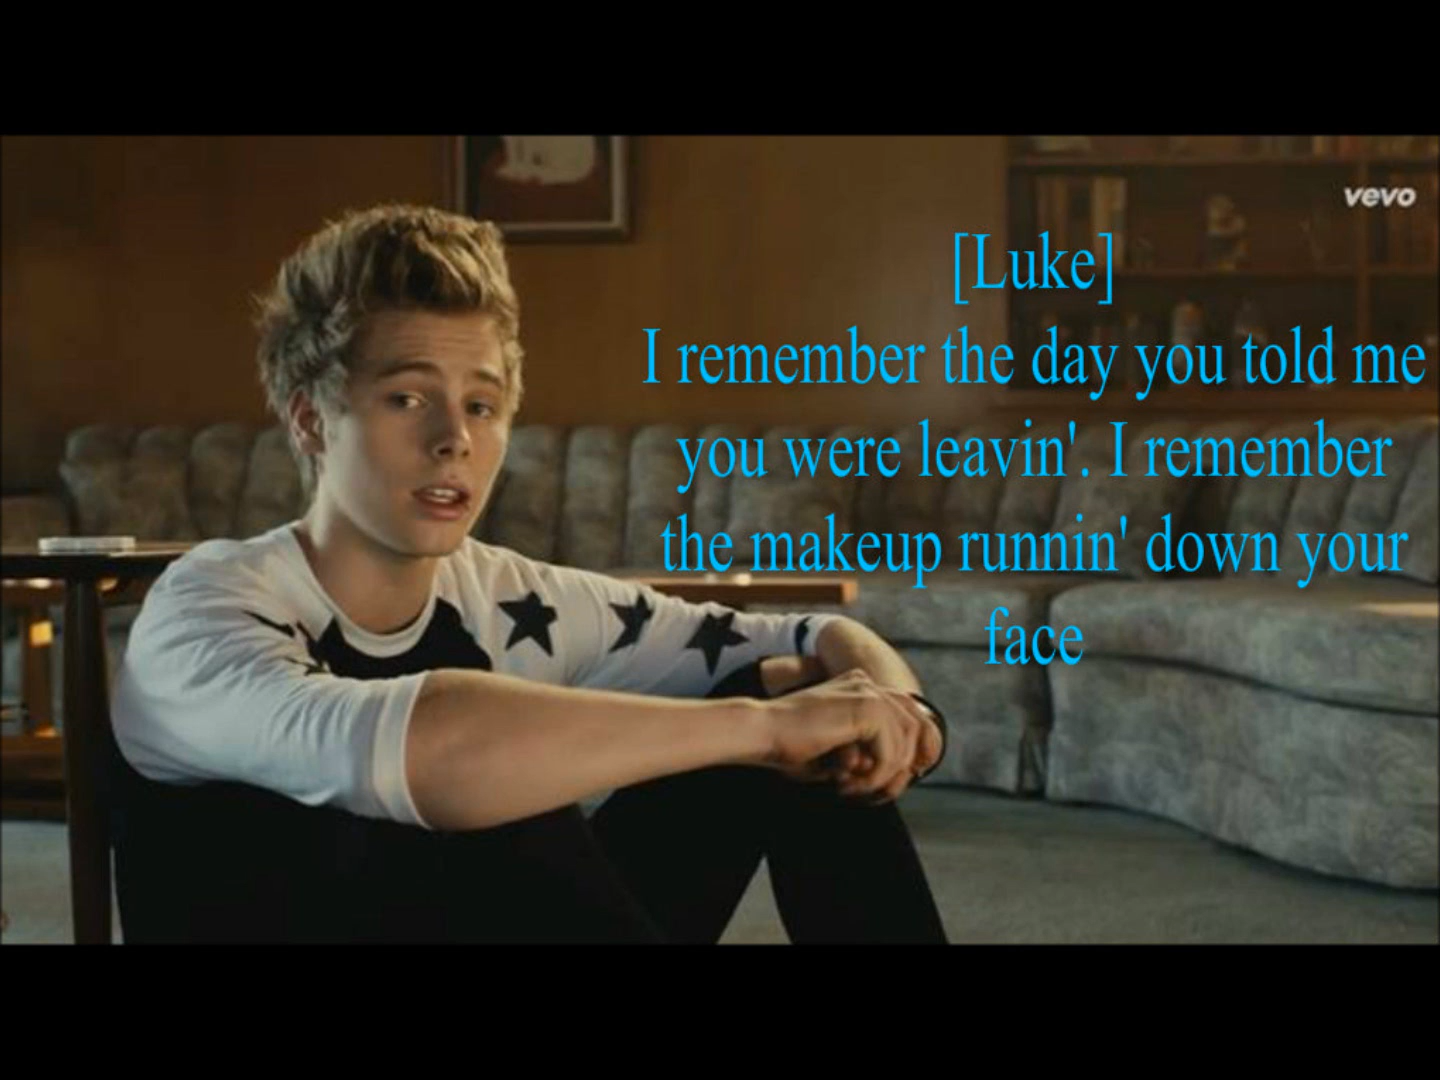 vevo
[Luke]
I remember the day you told me
you were leavin'. I remember
the makeup runnin' down your
face